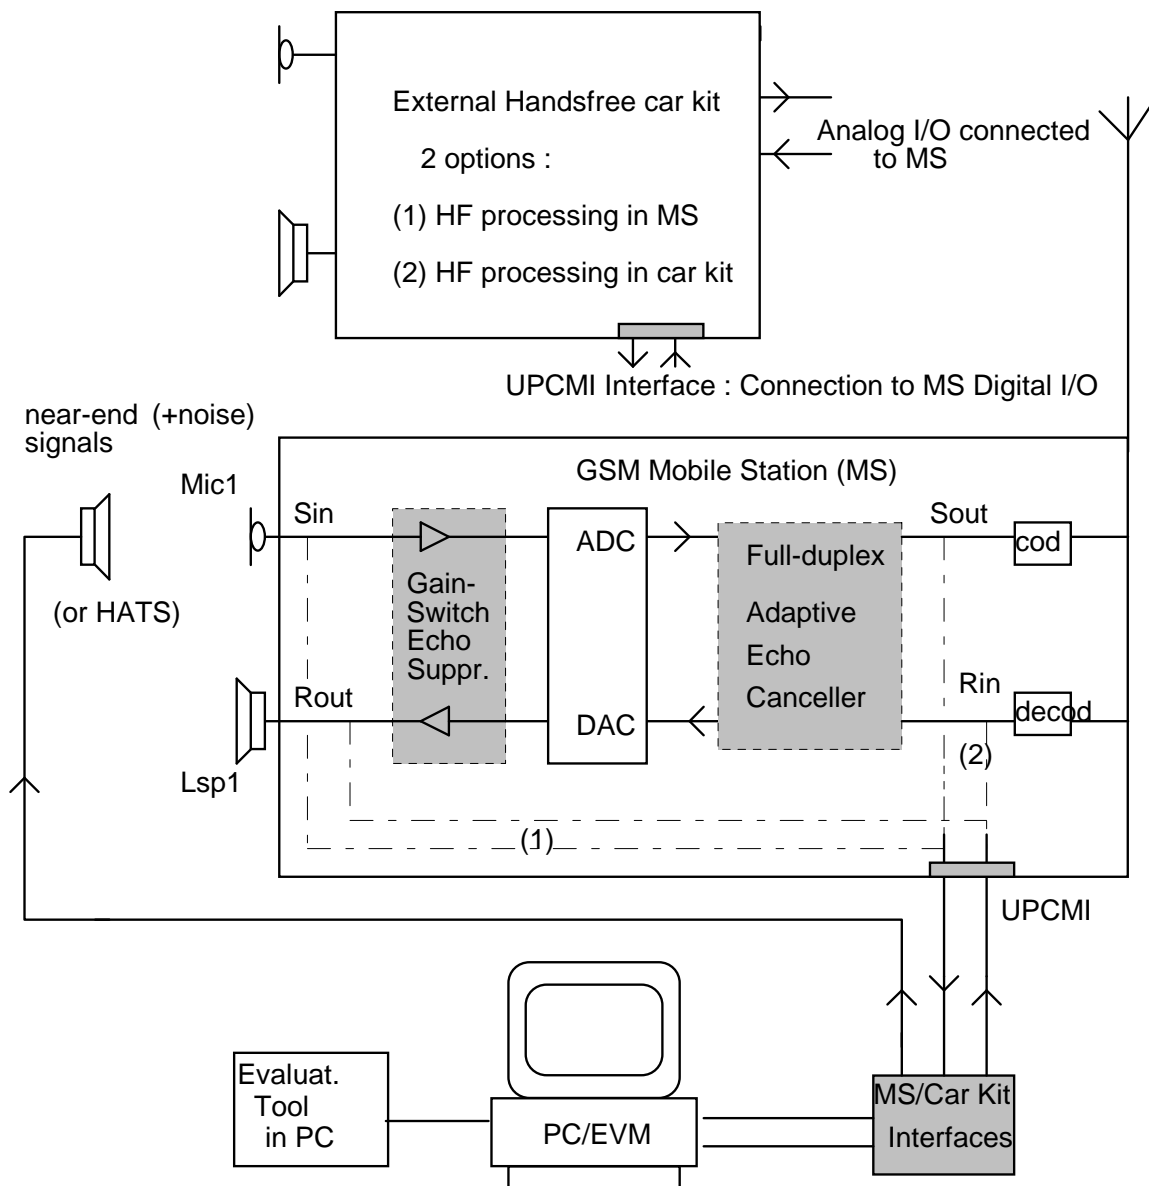 External Handsfree car kit
2 options :
(1) HF processing in MS
(2) HF processing in car kit
Analog I/O connected
to MS
UPCMI Interface : Connection to MS Digital I/O
near-end (+noise)
signals
(or HATS)
GSM Mobile Station (MS)
Mic1
Sin
Gain-
Switch
Echo
Suppr.
ADC
DAC
Full-duplex
Adaptive
Echo
Canceller
Sout
cod
Rin
decod
Rout
Lsp1
(2)
(1)
UPCMI
Evaluat.
Tool
in PC
PC/EVM
MS/Car Kit
Interfaces